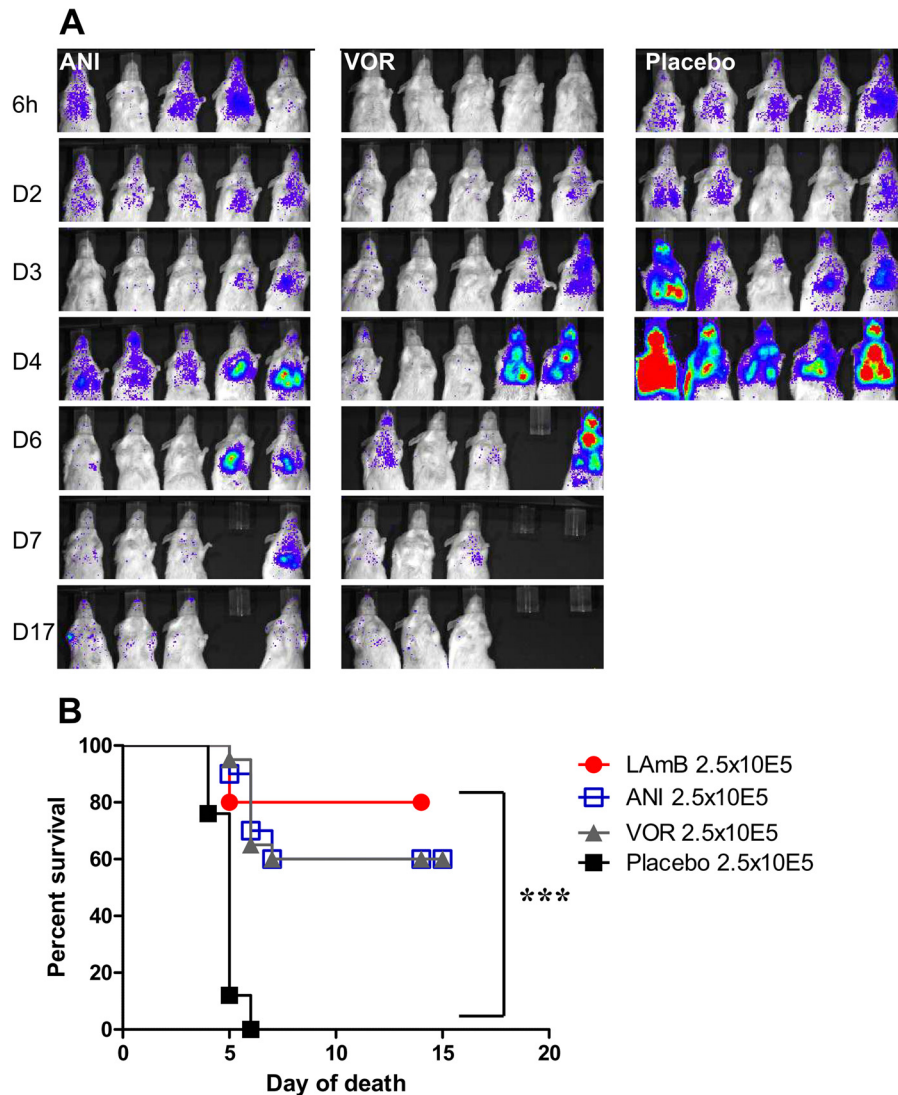 A
ANI VOR Placebo
6h
D2
D3
D4
D6
D7
D17
B
100
80
60
40
20
0
Percent survival
0 5 10 15 20
Day of death
LAmB 2.5x10E5
ANI 2.5x10E5
VOR 2.5x10E5
Placebo 2.5x10E5
***